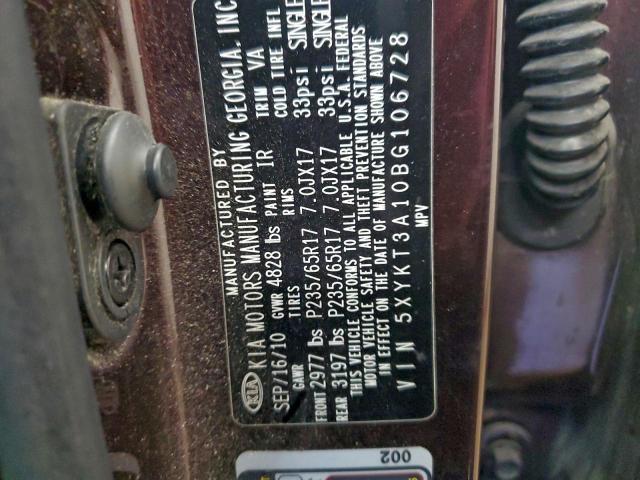 MANUFACTURED BY
KIA KIA MOTORS MANUFACTURING GEORGIA, INC
SEP/16/10 GVWR 4828 lbs PAINT IR TRIM VA
GAWR TIRES RIMS COLD TIRE INFL
FRONT 2977 lbs P235/65R17 7.0JX17 33psi SINGLE
REAR 3197 lbs P235/65R17 7.0JX17 33psi SINGLE
THIS VEHICLE CONFORMS TO ALL APPLICABLE U.S.A. FEDERAL
MOTOR VEHICLE SAFETY AND THEFT PREVENTION STANDARDS
IN EFFECT ON THE DATE OF MANUFACTURE SHOWN ABOVE
VIN 5XYKT3A10BG106728
MPV
002